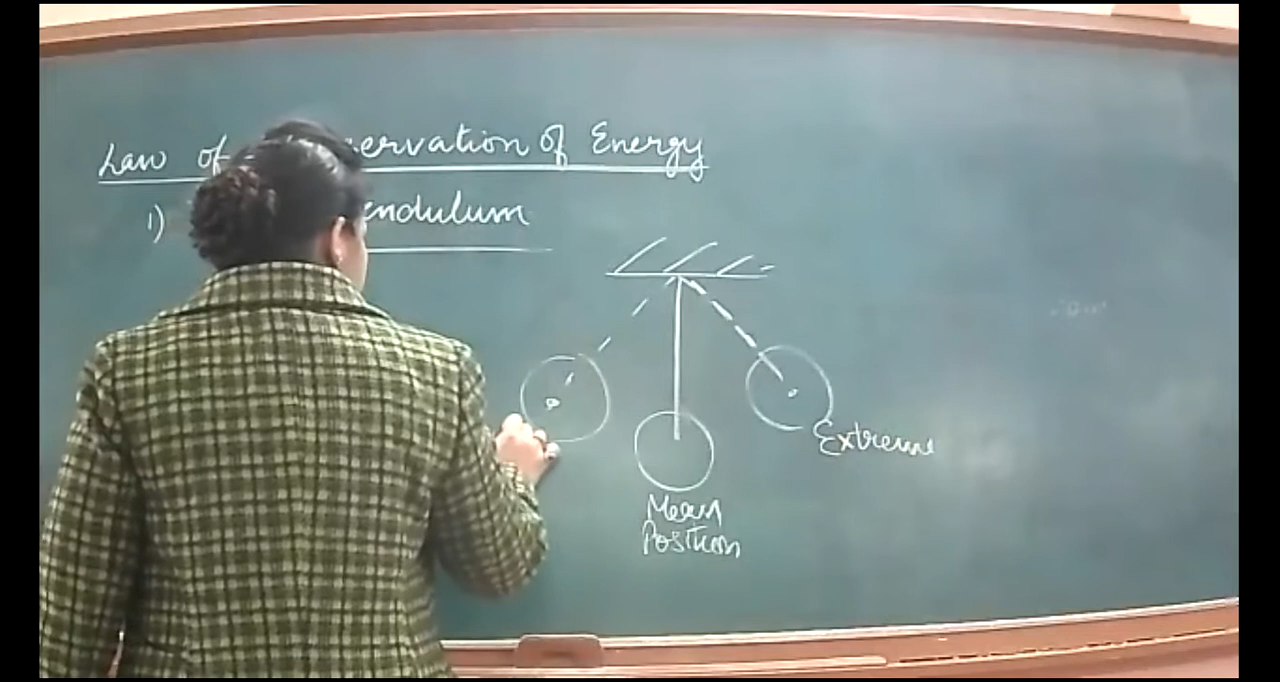 Law of ervation of Energy
1) endulum
Extreme
Mean
Position